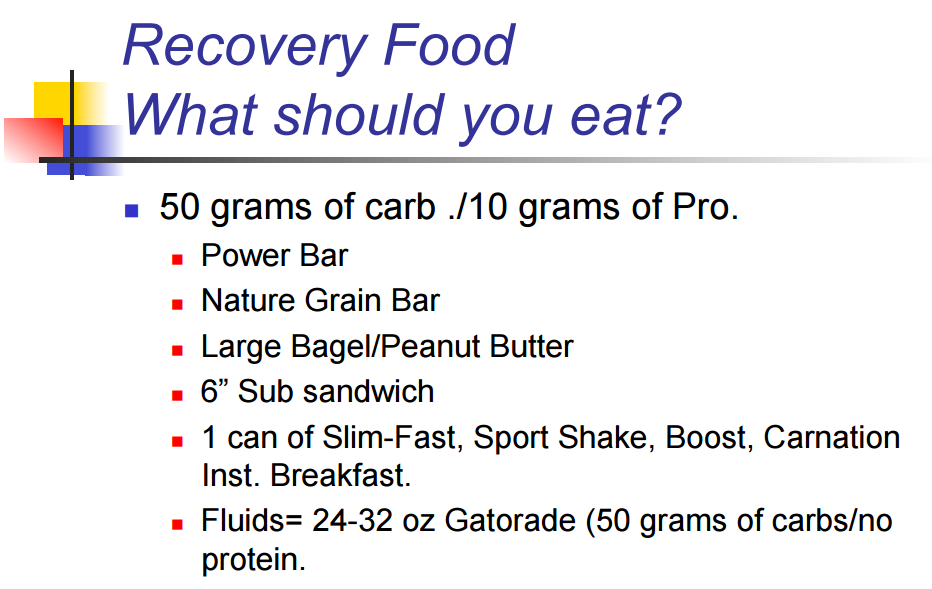 Recovery Food
What should you eat?
50 grams of carb ./10 grams of Pro.
Power Bar
Nature Grain Bar
Large Bagel/Peanut Butter
6” Sub sandwich
1 can of Slim-Fast, Sport Shake, Boost, Carnation
Inst. Breakfast.
Fluids= 24-32 oz Gatorade (50 grams of carbs/no
protein.